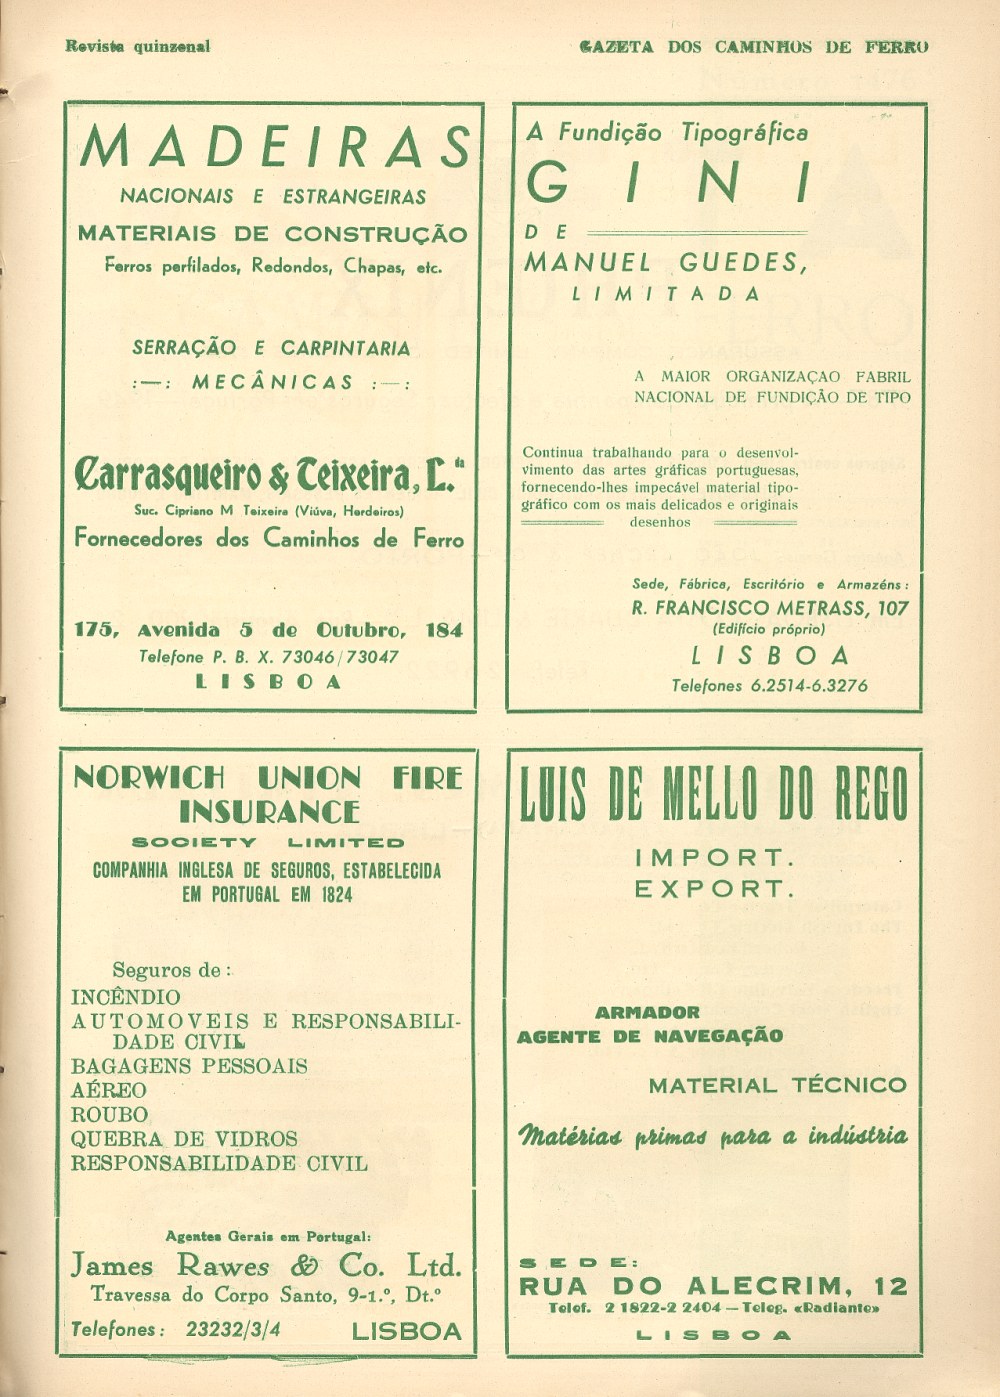 Revista quinzenal
GAZETA DOS CAMINHOS DE FERRO
MADEIRAS
NACIONAIS E ESTRANGEIRAS
MATERIAIS DE CONSTRUÇÃO
Ferros perfilados, Redondos, Chapas, etc.
SERRAÇÃO E CARPINTARIA
:—: MECÂNICAS :—:
Carrasqueiro & Teixeira, L.da
Suc. Cipriano M Teixeira (Viúva, Herdeiros)
Fornecedores dos Caminhos de Ferro
175, Avenida 5 de Outubro, 184
Telefone P. B. X. 73046/73047
LISBOA
A Fundição Tipográfica
GINI
DE
MANUEL GUEDES,
LIMITADA
A MAIOR ORGANIZAÇAO FABRIL
NACIONAL DE FUNDIÇÃO DE TIPO
Continua trabalhando para o desenvol-
vimento das artes gráficas portuguesas,
fornecendo-lhes impecável material tipo-
gráfico com os mais delicados e originais
desenhos
Sede, Fábrica, Escritório e Armazéns:
R. FRANCISCO METRASS, 107
(Edifício próprio)
LISBOA
Telefones 6.2514-6.3276
NORWICH UNION FIRE
INSURANCE
SOCIETY LIMITED
COMPANHIA INGLESA DE SEGUROS, ESTABELECIDA
EM PORTUGAL EM 1824
Seguros de:
INCÊNDIO
AUTOMOVEIS E RESPONSABILI-
DADE CIVIL
BAGAGENS PESSOAIS
AÉREO
ROUBO
QUEBRA DE VIDROS
RESPONSABILIDADE CIVIL
Agentes Gerais em Portugal:
James Rawes & Co. Ltd.
Travessa do Corpo Santo, 9-1.º, Dt.º
Telefones: 23232/3/4 LISBOA
LUIS DE MELLO DO REGO
IMPORT.
EXPORT.
ARMADOR
AGENTE DE NAVEGAÇÃO
MATERIAL TÉCNICO
Matérias primas para a indústria
SEDE:
RUA DO ALECRIM, 12
Telef. 2 1822-2 2404 — Teleg. «Radiante»
LISBOA